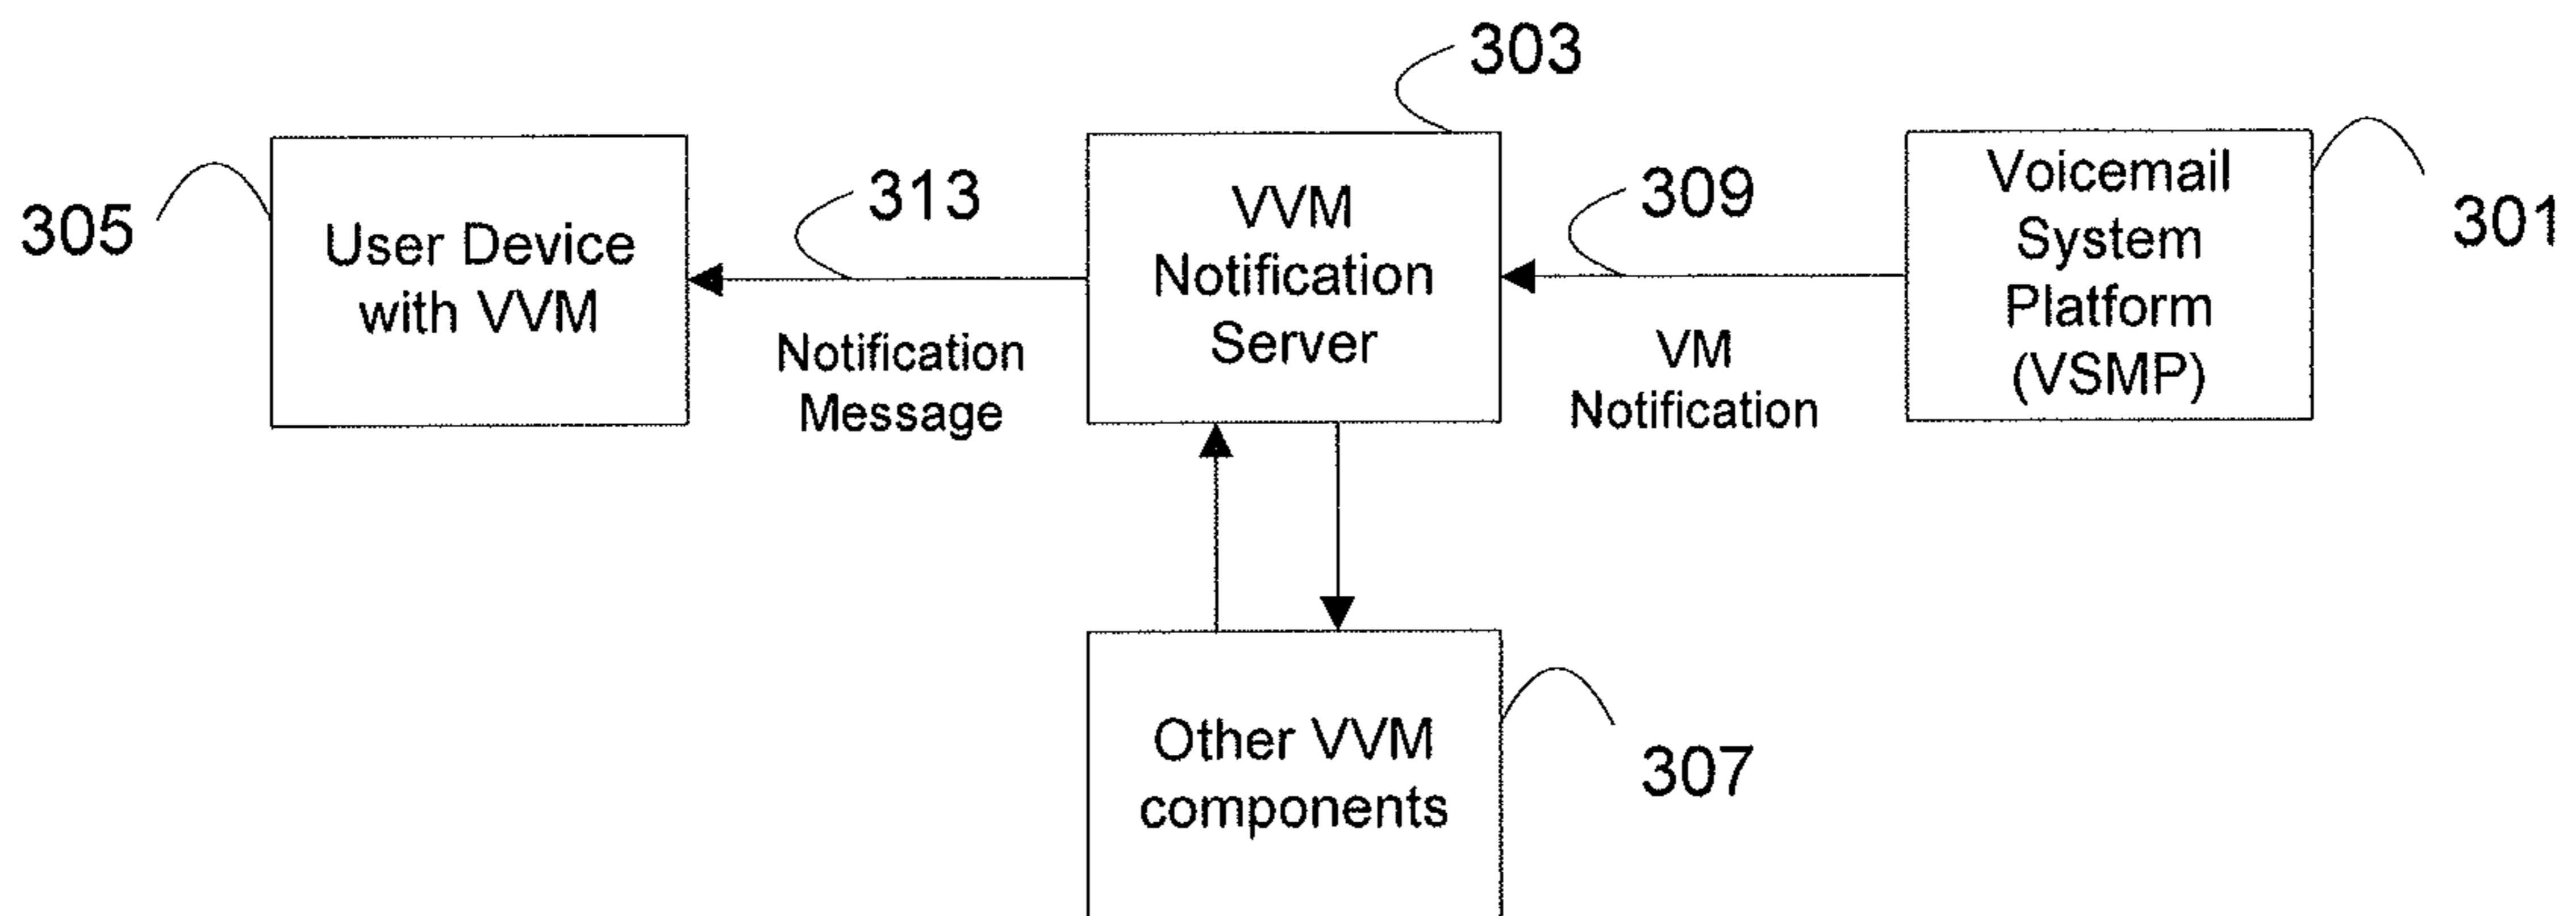 303
305
User Device
with VVM
313
Notification
Message
VVM
Notification
Server
309
VM
Notification
Voicemail
System
Platform
(VSMP)
301
Other VVM
components
307